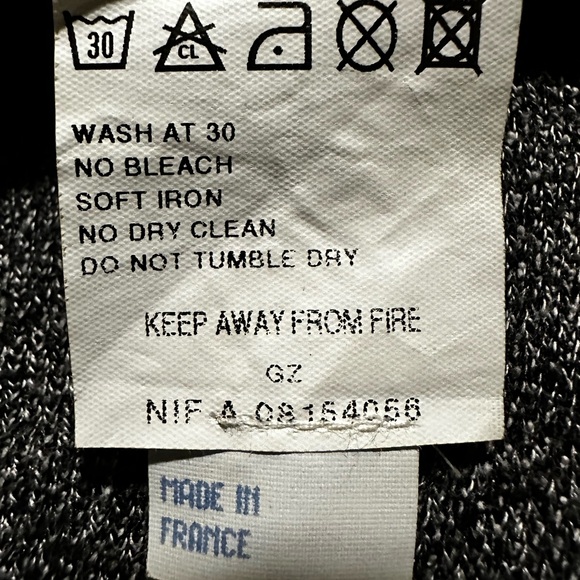 30 CL
WASH AT 30
NO BLEACH
SOFT IRON
NO DRY CLEAN
DO NOT TUMBLE DRY
KEEP AWAY FROM FIRE
GZ
NIF A 08154056
MADE IN
FRANCE